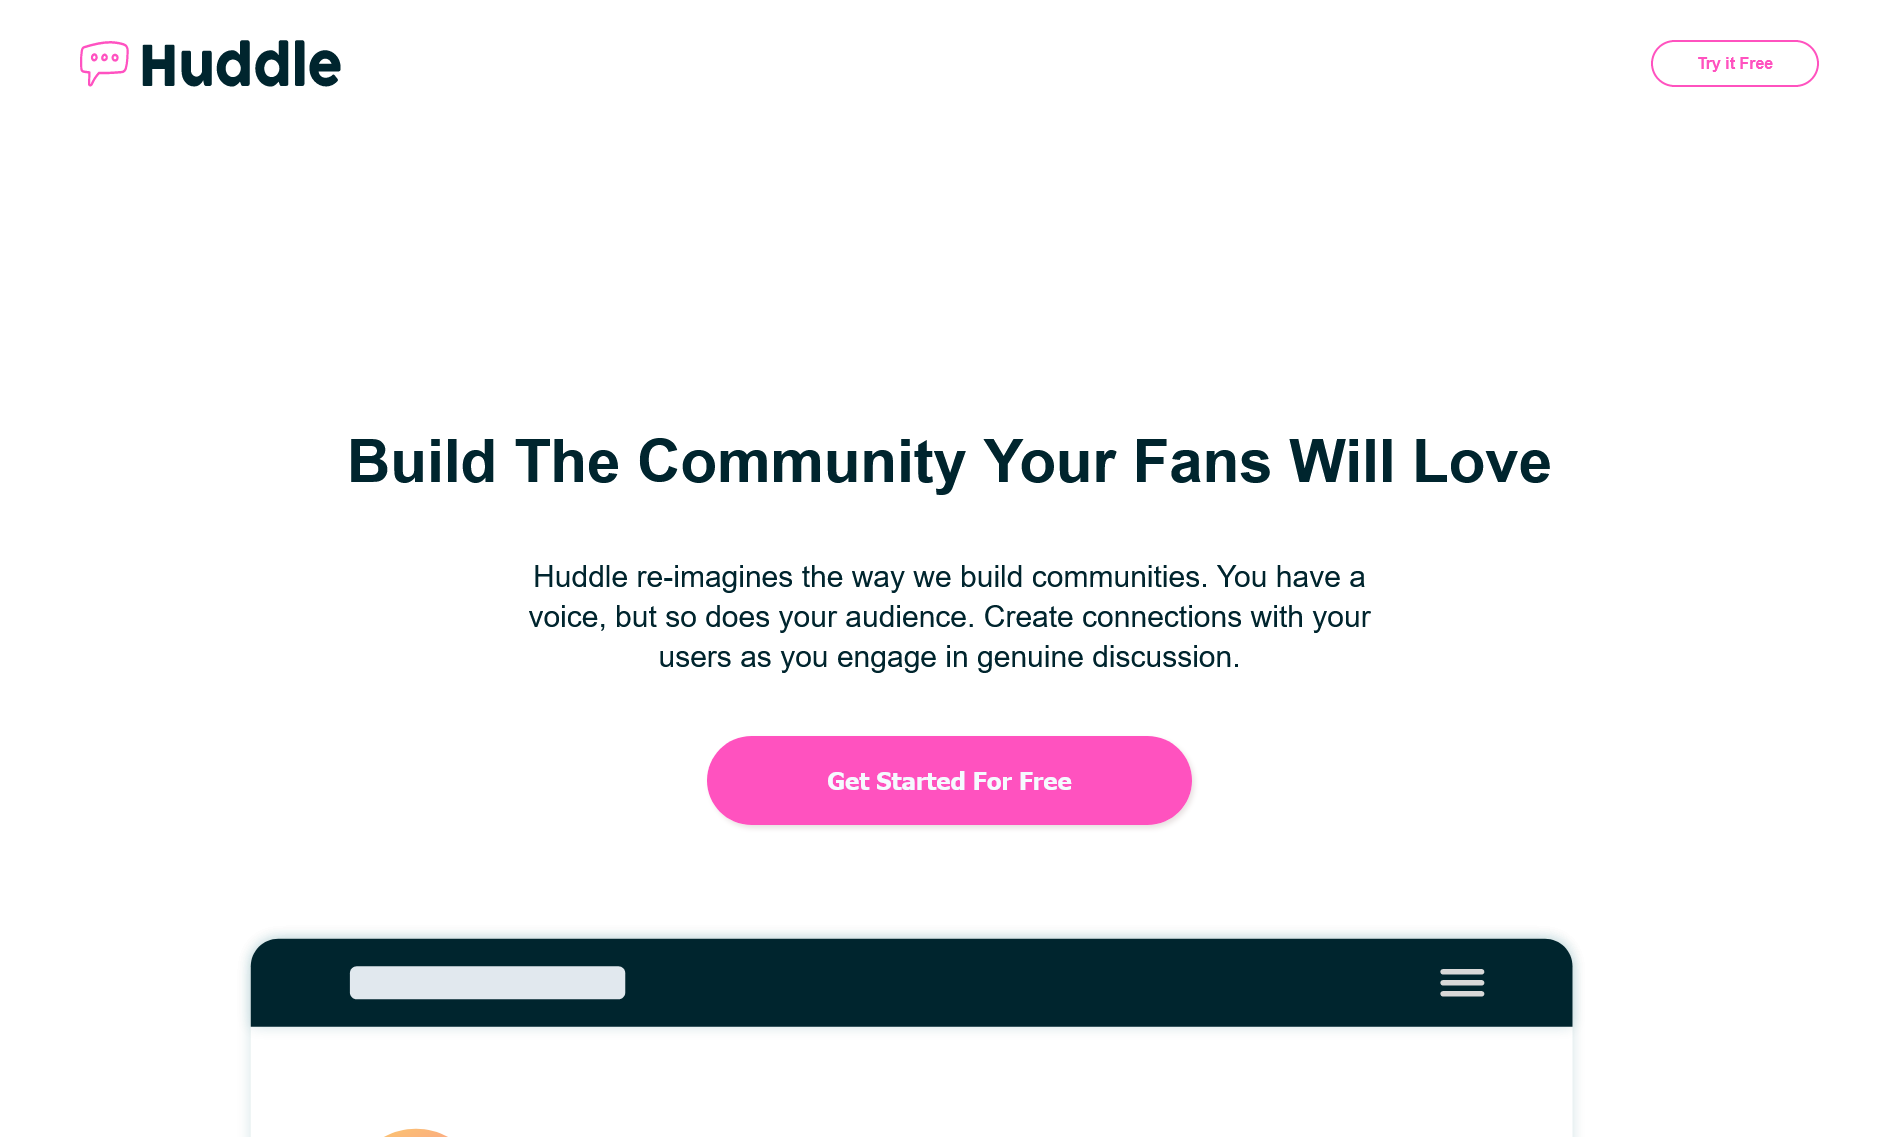 Huddle
Try it Free
Build The Community Your Fans Will Love
Huddle re-imagines the way we build communities. You have a
voice, but so does your audience. Create connections with your
users as you engage in genuine discussion.
Get Started For Free